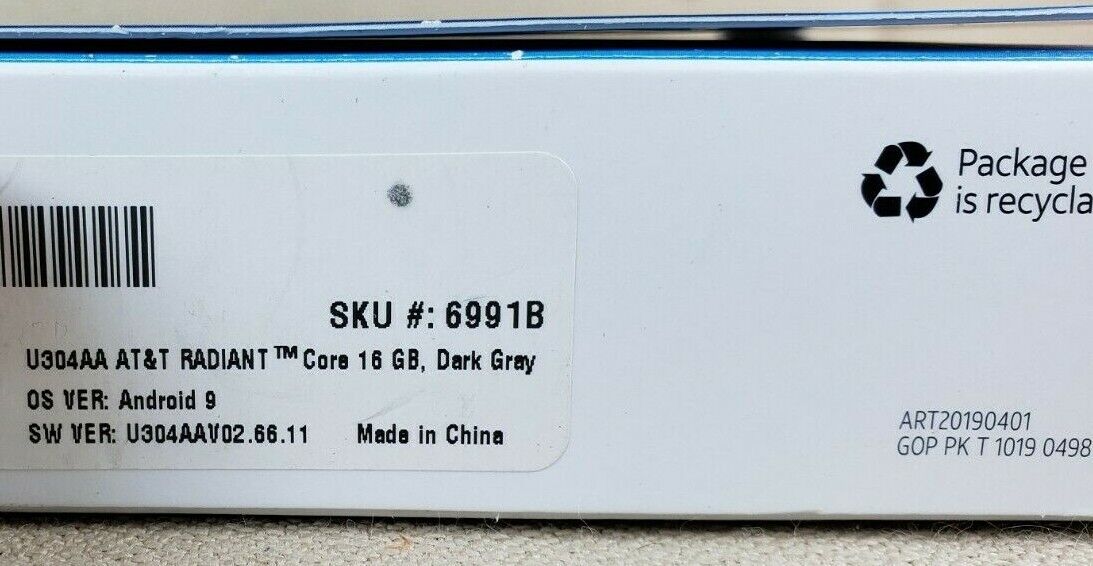 SKU #: 6991B
U304AA AT&T RADIANT™ Core 16 GB, Dark Gray
OS VER: Android 9
SW VER: U304AAV02.66.11 Made in China
Package
is recycla
ART20190401
GOP PK T 1019 0498